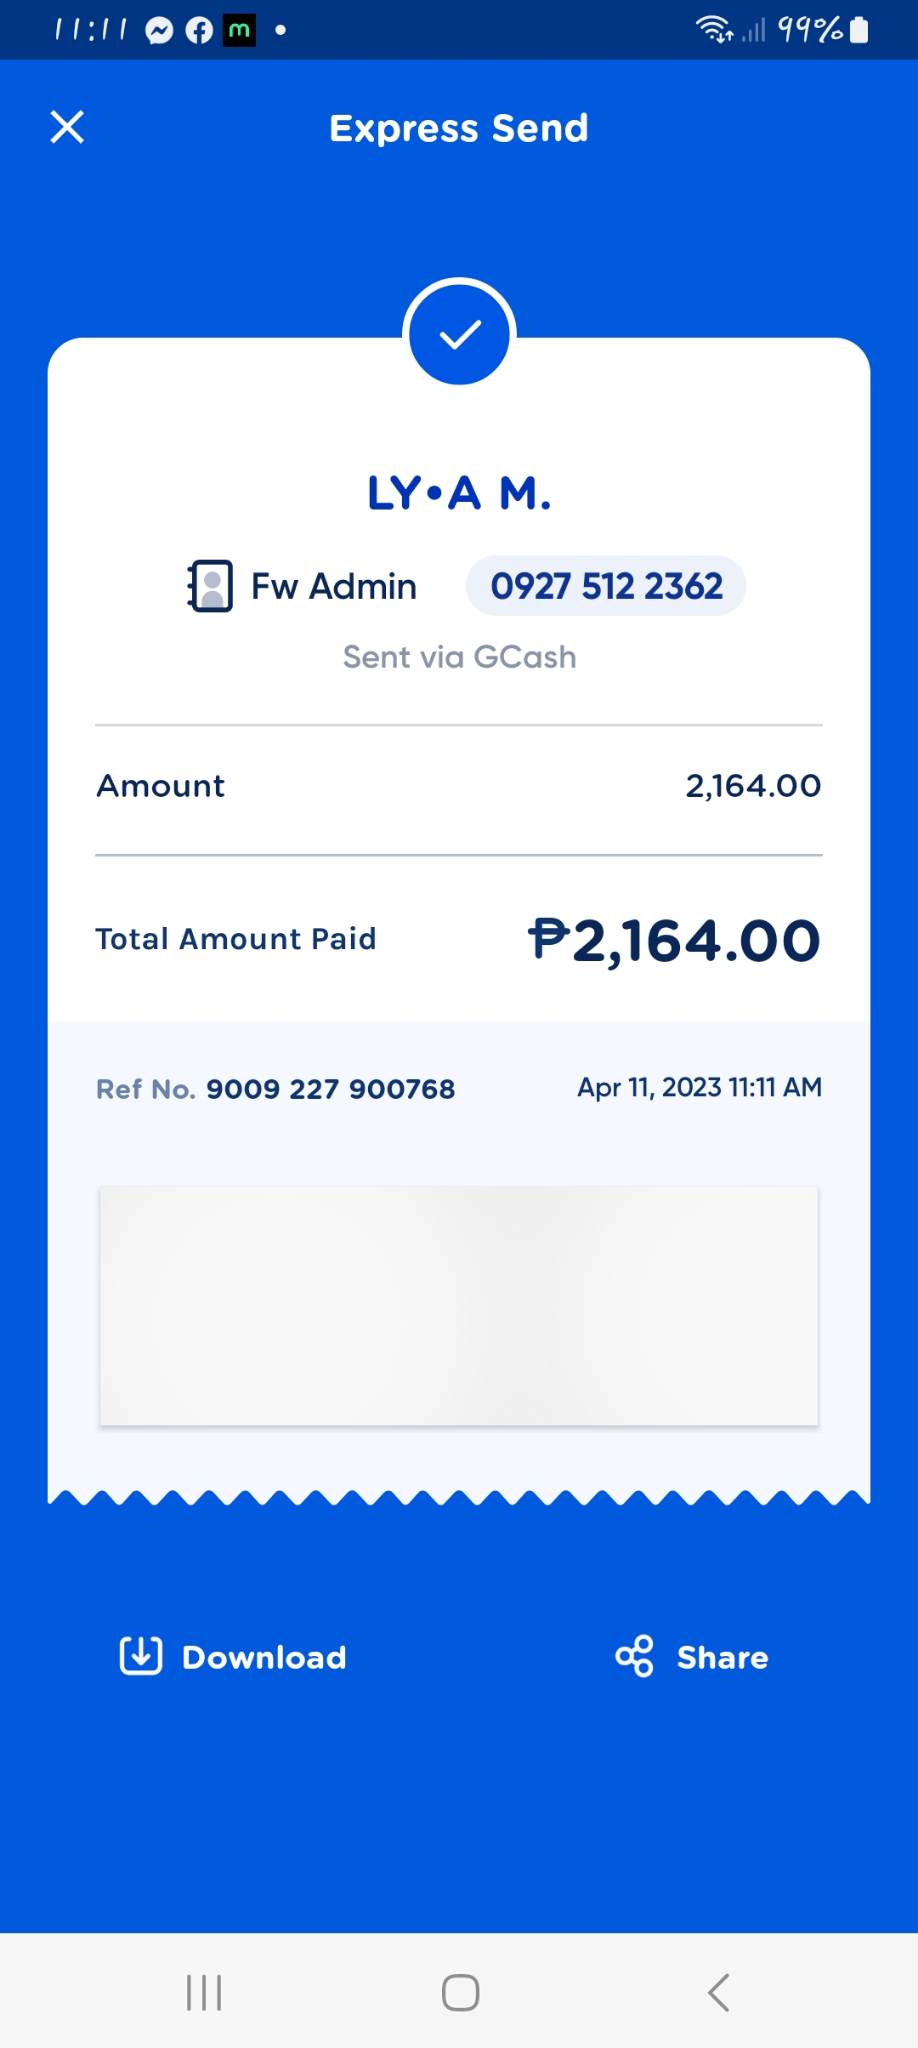 11:11 m 99%
Express Send
LY•A M.
Fw Admin 0927 512 2362
Sent via GCash
Amount 2,164.00
Total Amount Paid ₱2,164.00
Ref No. 9009 227 900768 Apr 11, 2023 11:11 AM
Download Share